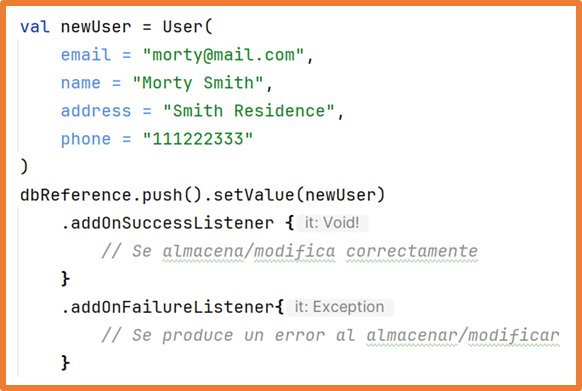 val newUser = User(
    email = "morty@mail.com",
    name = "Morty Smith",
    address = "Smith Residence",
    phone = "111222333"
)
dbReference.push().setValue(newUser)
    .addOnSuccessListener { it: Void!
        // Se almacena/modifica correctamente
    }
    .addOnFailureListener{ it: Exception
        // Se produce un error al almacenar/modificar
    }